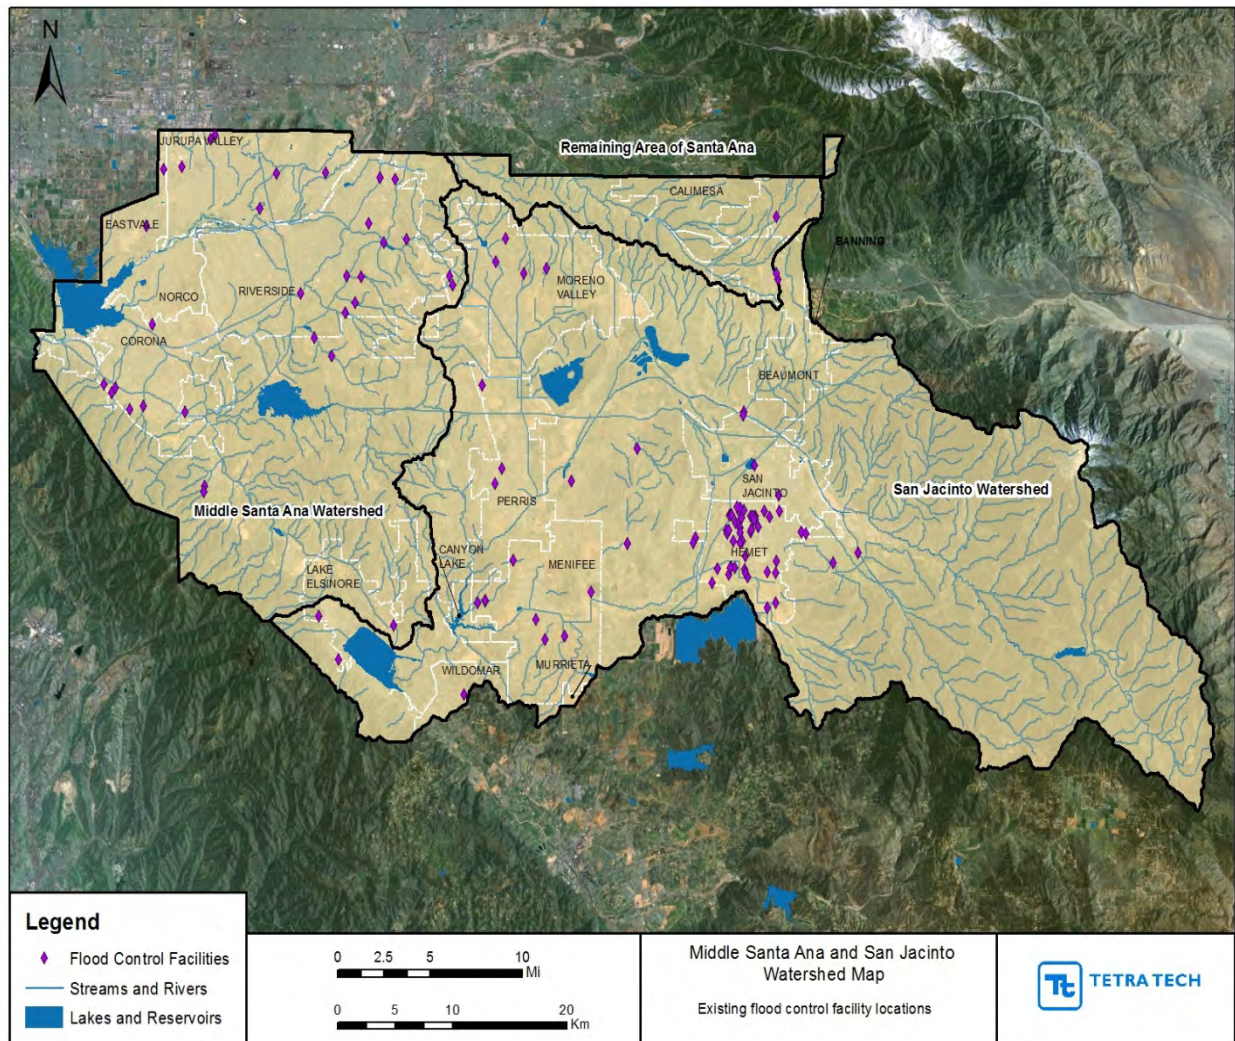 N
JURUPA VALLEY
Remaining Area of Santa Ana
CALIMESA
EASTVALE
BANNING
NORCO
RIVERSIDE
MORENO
VALLEY
CORONA
BEAUMONT
SAN
JACINTO
San Jacinto Watershed
PERRIS
Middle Santa Ana Watershed
CANYON
LAKE
HEMET
MENIFEE
LAKE
ELSINORE
WILDOMAR
MURRIETA
Legend
Flood Control Facilities
Streams and Rivers
Lakes and Reservoirs
0 2.5 5 10
Mi
0 5 10 20
Km
Middle Santa Ana and San Jacinto
Watershed Map
Existing flood control facility locations
Tt TETRA TECH